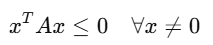 x^T Ax ≤ 0 ∀x ≠ 0